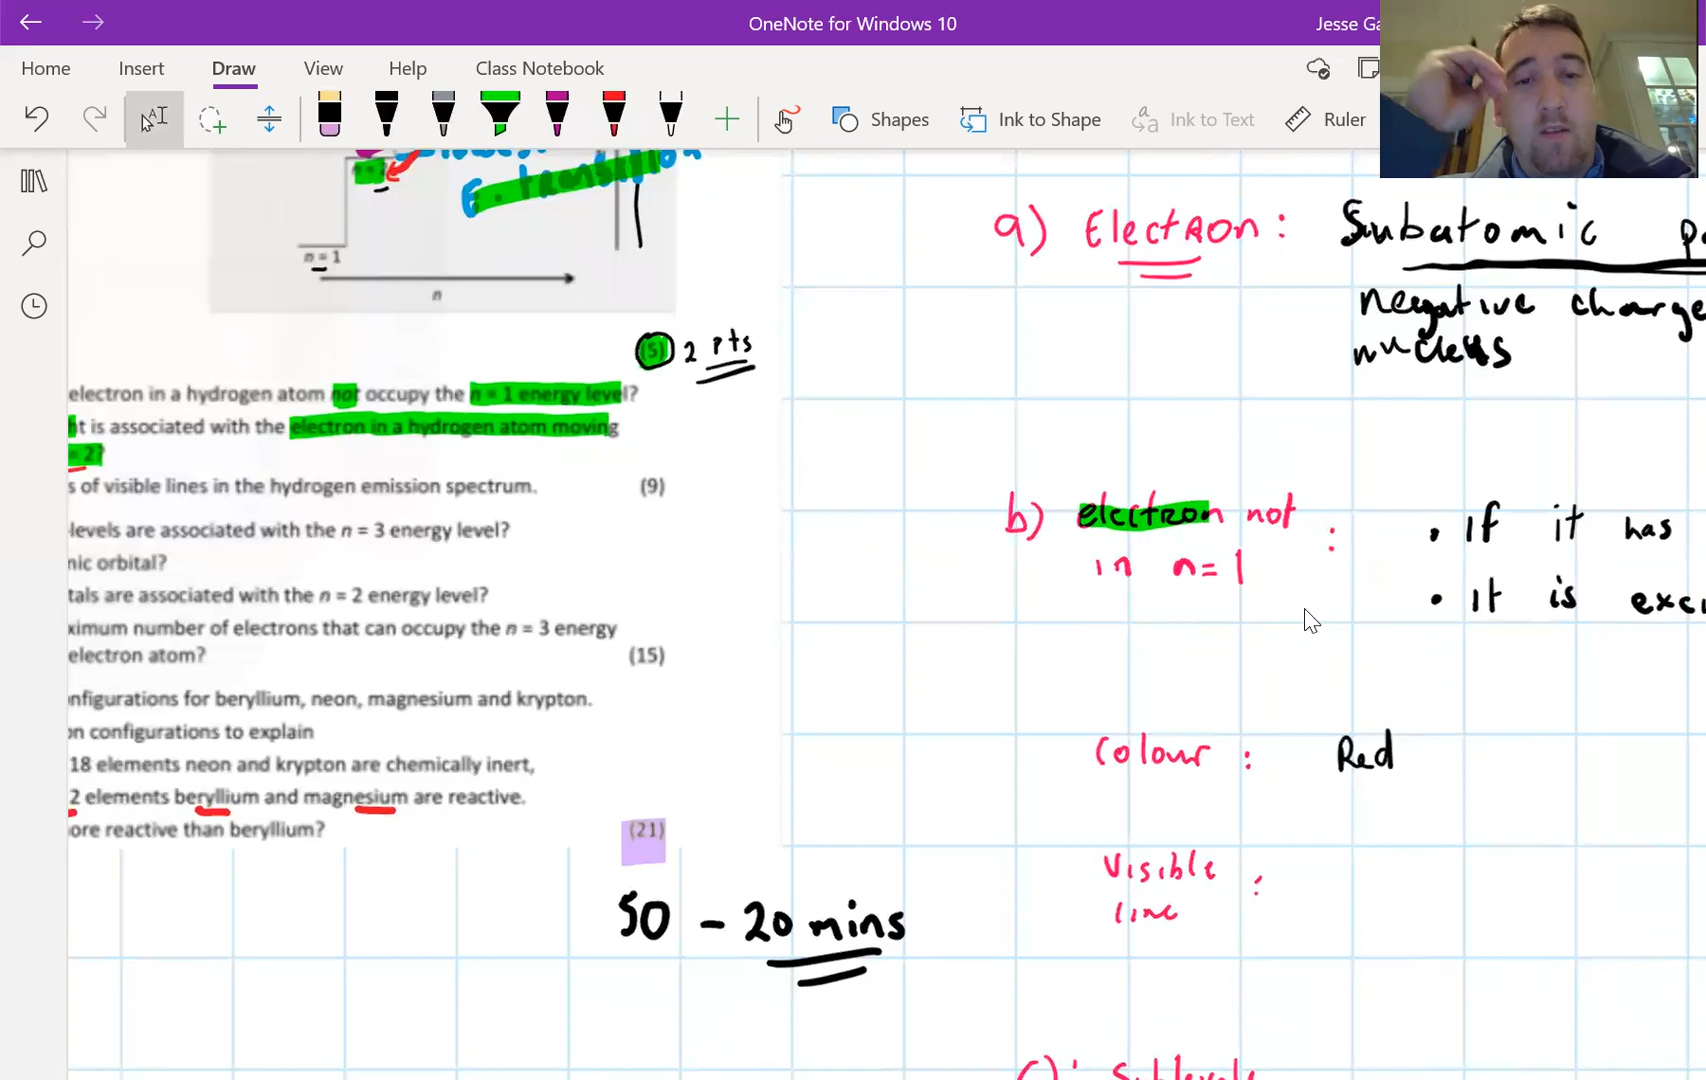 OneNote for Windows 10
Jesse Ga
Home Insert Draw View Help Class Notebook
Shapes Ink to Shape Ink to Text Ruler
E. transition
n = 1
n
(5) 2 pts
electron in a hydrogen atom not occupy the n = 1 energy level?
ht is associated with the electron in a hydrogen atom moving
= 2?
s of visible lines in the hydrogen emission spectrum. (9)
-levels are associated with the n = 3 energy level?
nic orbital?
tals are associated with the n = 2 energy level?
ximum number of electrons that can occupy the n = 3 energy
electron atom? (15)
onfigurations for beryllium, neon, magnesium and krypton.
on configurations to explain
18 elements neon and krypton are chemically inert,
2 elements beryllium and magnesium are reactive.
ore reactive than beryllium? (21)
50 - 20 mins
a) Electron: Subatomic
negative charge
nucleus
b) electron not : • If it has
in n = 1
• It is exci
Colour : Red
Visible :
line
c) Sublevels